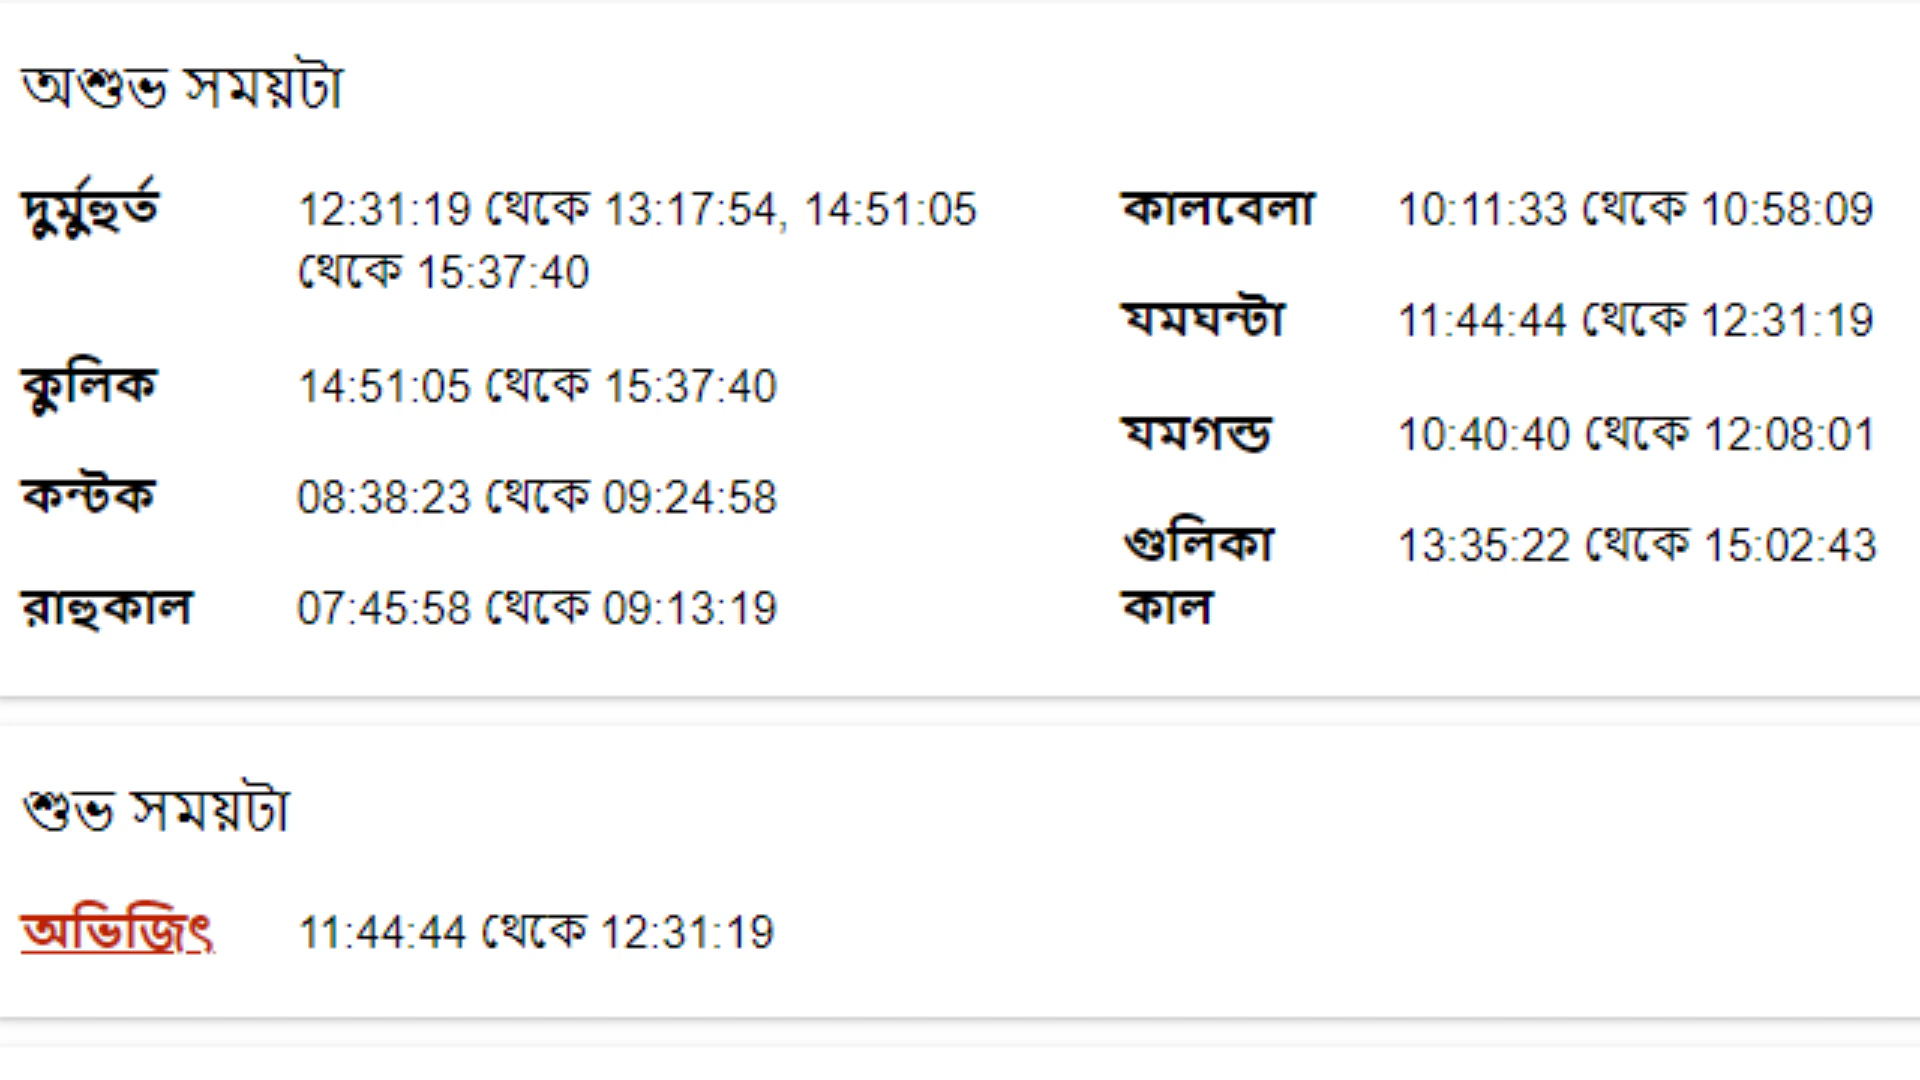 অশুভ সময়টা
দুর্মুহুর্ত 12:31:19 থেকে 13:17:54, 14:51:05
থেকে 15:37:40
কুলিক 14:51:05 থেকে 15:37:40
কন্টক 08:38:23 থেকে 09:24:58
রাহুকাল 07:45:58 থেকে 09:13:19
কালবেলা 10:11:33 থেকে 10:58:09
যমঘন্টা 11:44:44 থেকে 12:31:19
যমগন্ড 10:40:40 থেকে 12:08:01
গুলিকা 13:35:22 থেকে 15:02:43
কাল
শুভ সময়টা
অভিজিৎ 11:44:44 থেকে 12:31:19